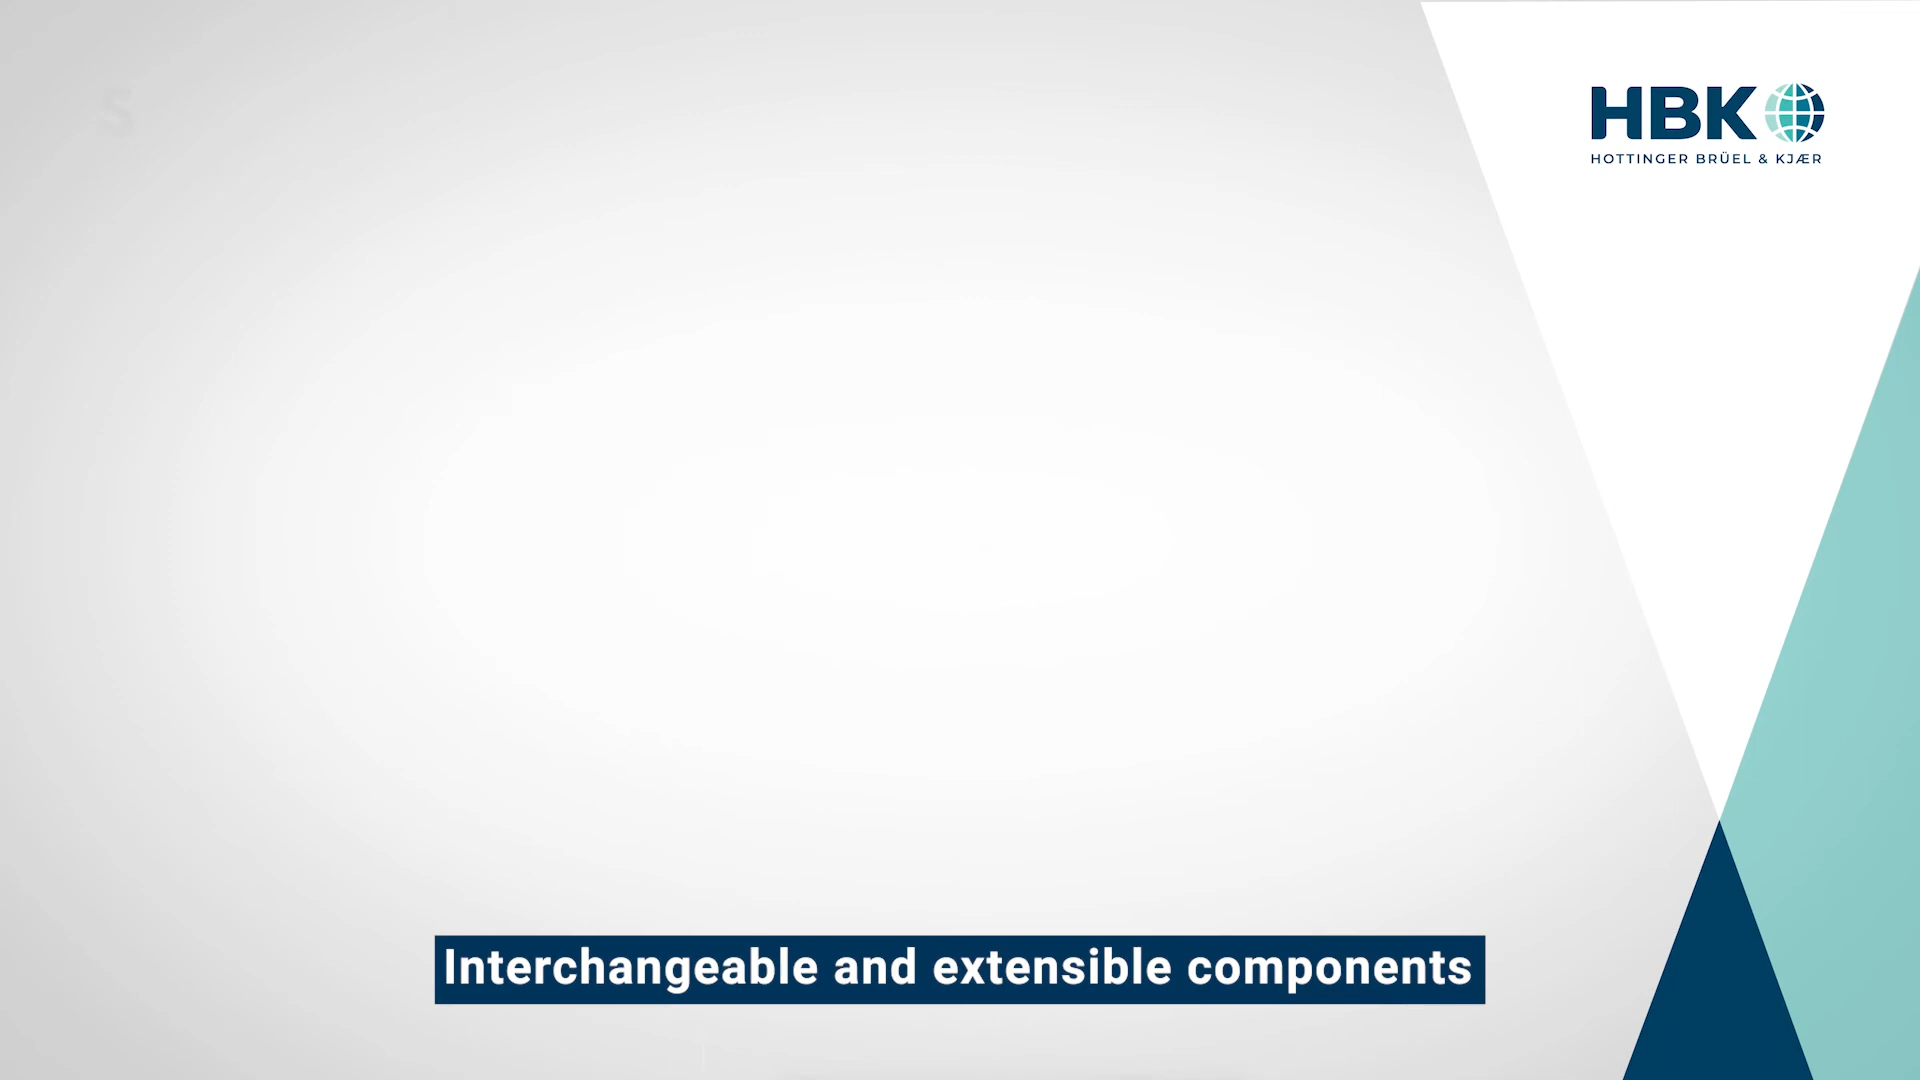 S
HBK
HOTTINGER BRÜEL & KJÆR
Interchangeable and extensible components